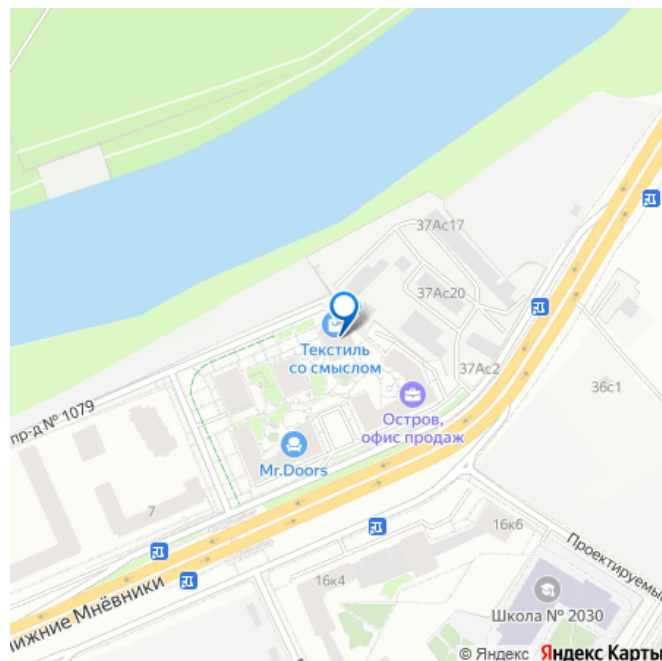 37Ас17
37Ас20
Текстиль
со смыслом
37Ас2
36с1
Остров,
офис продаж
пр-д № 1079
Mr.Doors
7
16к6
Проектируемый
16к4
Школа № 2030
ижние Мнёвники
© Яндекс Яндекс Карты